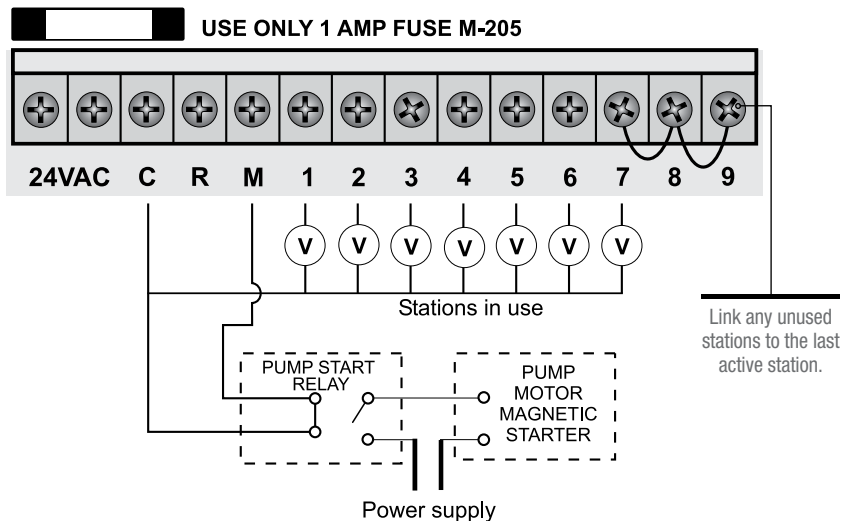 USE ONLY 1 AMP FUSE M-205
24VAC C R M 1 2 3 4 5 6 7 8 9
V V V V V V V
Stations in use
Link any unused
stations to the last
active station.
PUMP START
RELAY
PUMP
MOTOR
MAGNETIC
STARTER
Power supply